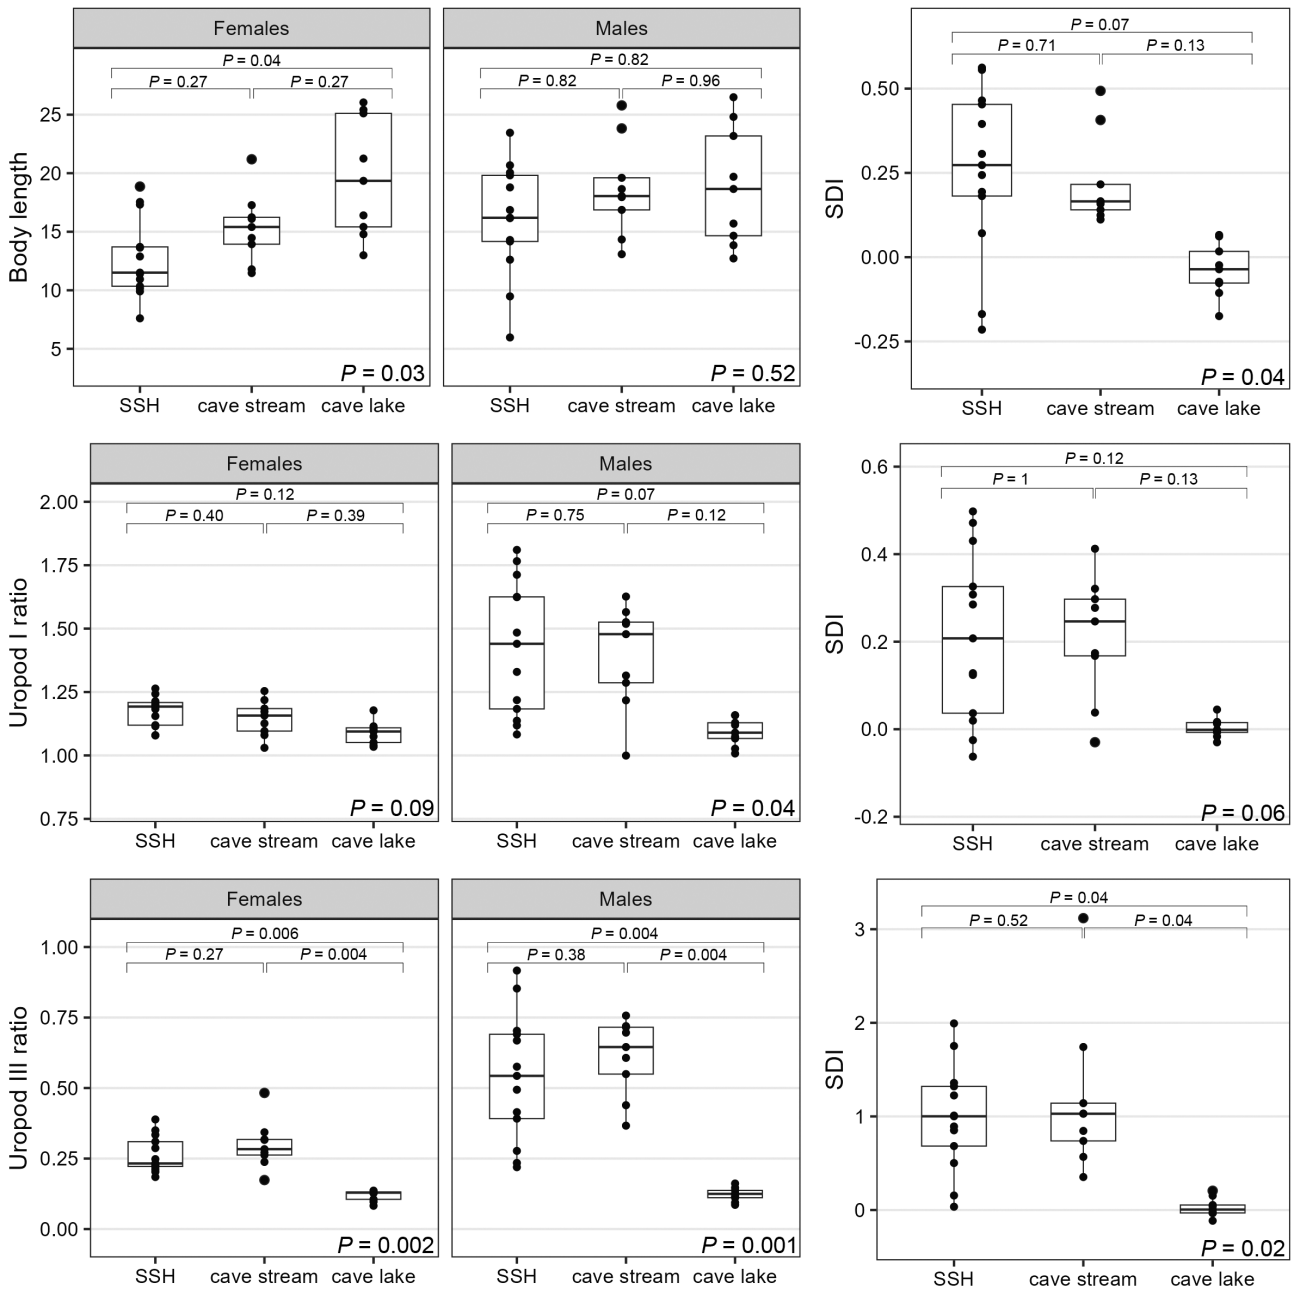 Females
Males
P = 0.04
P = 0.27
P = 0.27
P = 0.82
P = 0.82
P = 0.96
P = 0.07
P = 0.71
P = 0.13
Body length
25
20
15
10
5
P = 0.03
P = 0.52
SSH
cave stream
cave lake
SSH
cave stream
cave lake
SDI
0.50
0.25
0.00
-0.25
P = 0.04
SSH
cave stream
cave lake
Females
Males
P = 0.12
P = 0.40
P = 0.39
P = 0.07
P = 0.75
P = 0.12
Uropod I ratio
2.00
1.75
1.50
1.25
1.00
0.75
P = 0.09
P = 0.04
SSH
cave stream
cave lake
SSH
cave stream
cave lake
P = 0.12
P = 1
P = 0.13
SDI
0.6
0.4
0.2
0.0
-0.2
P = 0.06
SSH
cave stream
cave lake
Females
Males
P = 0.006
P = 0.27
P = 0.004
P = 0.004
P = 0.38
P = 0.004
Uropod III ratio
1.00
0.75
0.50
0.25
0.00
P = 0.002
P = 0.001
SSH
cave stream
cave lake
SSH
cave stream
cave lake
P = 0.04
P = 0.52
P = 0.04
SDI
3
2
1
0
P = 0.02
SSH
cave stream
cave lake